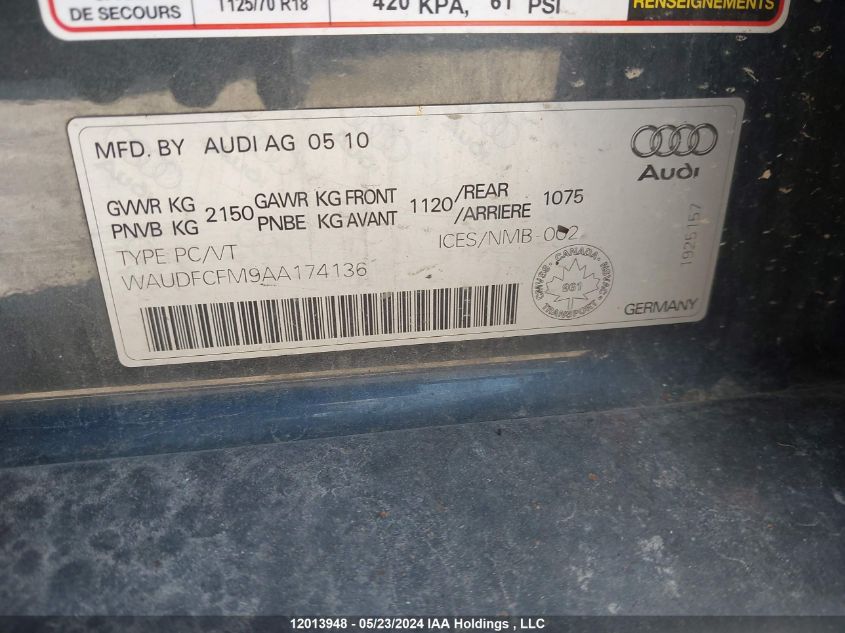 DE SECOURS T125/70 R18 420 KPA, 61 PSI RENSEIGNEMENTS
MFD. BY AUDI AG 05 10
Audi
GVWR KG 2150 GAWR KG FRONT 1120 /REAR 1075
PNVB KG PNBE KG AVANT /ARRIERE
TYPE PC/VT
ICES/NMB-002
WAUDFCFM9AA174136
1925157
CANADA
961
TRANSPORT
GERMANY
12013948 - 05/23/2024 IAA Holdings , LLC